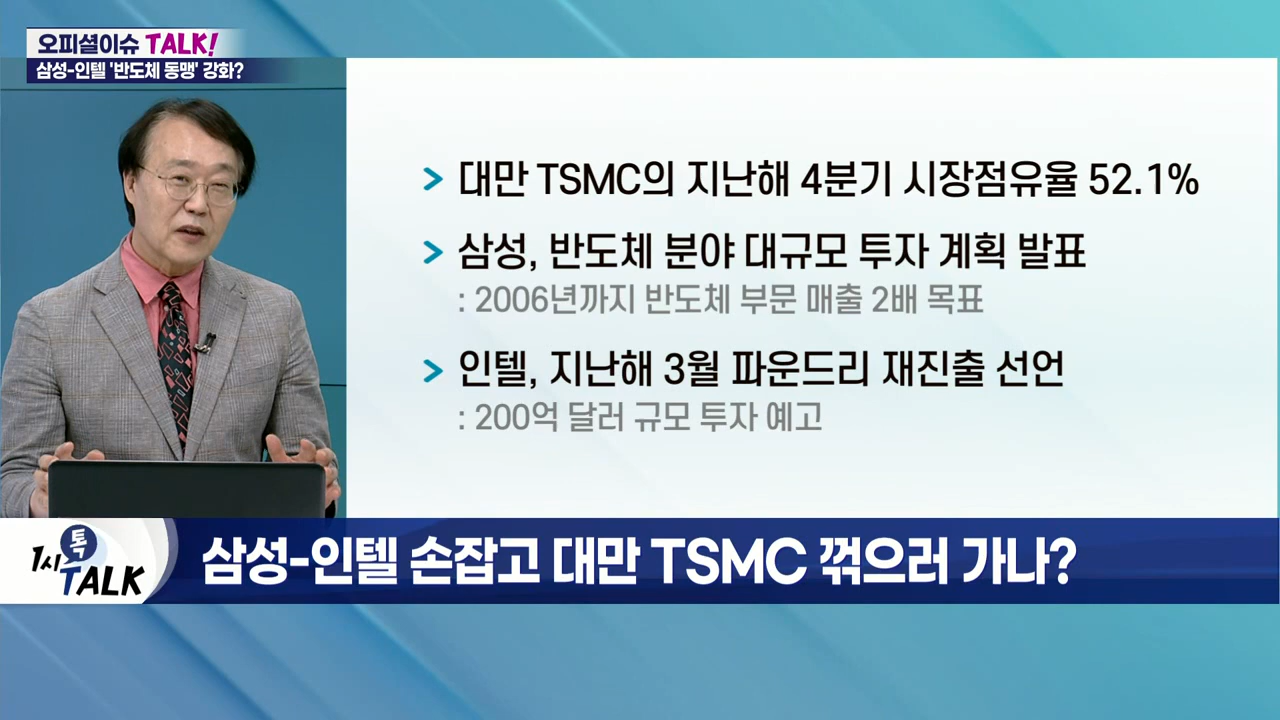 오피셜이슈 TALK!
삼성-인텔 '반도체 동맹' 강화?
> 대만 TSMC의 지난해 4분기 시장점유율 52.1%
> 삼성, 반도체 분야 대규모 투자 계획 발표
: 2006년까지 반도체 부문 매출 2배 목표
> 인텔, 지난해 3월 파운드리 재진출 선언
: 200억 달러 규모 투자 예고
1시 톡 TALK
삼성-인텔 손잡고 대만 TSMC 꺾으러 가나?